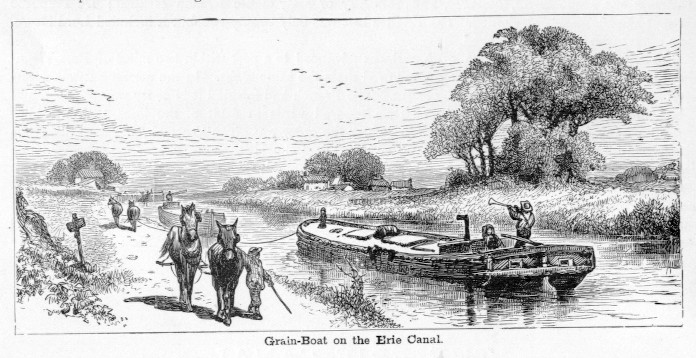 Grain-Boat on the Erie Canal.